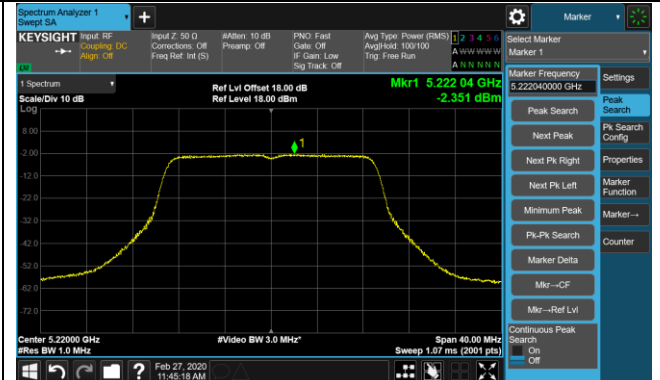 Spectrum Analyzer 1
Swept SA
+
Marker
KEYSIGHT
Input: RF
Coupling: DC
Align: Off
Input Z: 50 Ω
Corrections: Off
Freq Ref: Int (S)
#Atten: 10 dB
Preamp: Off
PNO: Fast
Gate: Off
IF Gain: Low
Sig Track: Off
Avg Type: Power (RMS)
Avg|Hold: 100/100
Trig: Free Run
1 2 3 4 5 6
A W W W W W
A N N N N N
Select Marker
Marker 1
1 Spectrum
Scale/Div 10 dB
Log
Ref Lvl Offset 18.00 dB
Ref Level 18.00 dBm
Mkr1 5.222 04 GHz
-2.351 dBm
8.00
-2.00
-12.0
-22.0
-32.0
-42.0
-52.0
-62.0
-72.0
1
Center 5.22000 GHz
#Res BW 1.0 MHz
#Video BW 3.0 MHz*
Span 40.00 MHz
Sweep 1.07 ms (2001 pts)
Marker Frequency
5.222040000 GHz
Peak Search
Next Peak
Next Pk Right
Next Pk Left
Minimum Peak
Pk-Pk Search
Marker Delta
Mkr→CF
Mkr→Ref Lvl
Continuous Peak
Search
On
Off
Settings
Peak
Search
Pk Search
Config
Properties
Marker
Function
Marker→
Counter
?
Feb 27, 2020
11:45:18 AM